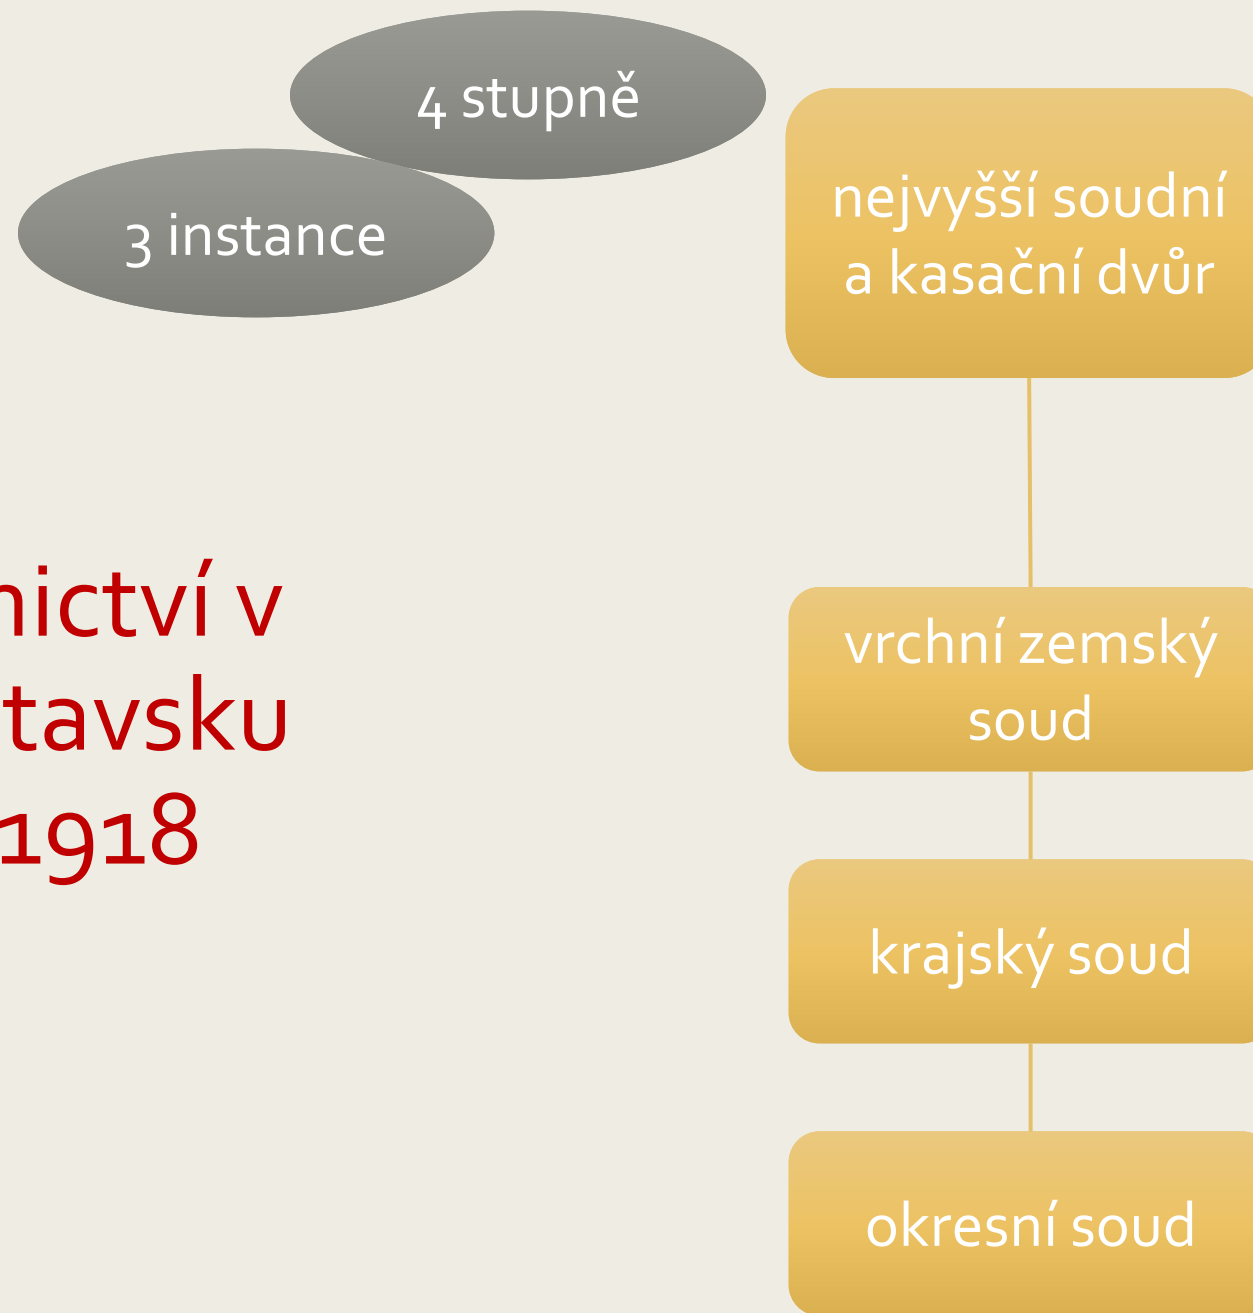 4 stupně
3 instance
nejvyšší soudní
a kasační dvůr
nictví v
tavsku
1918
vrchní zemský
soud
krajský soud
okresní soud